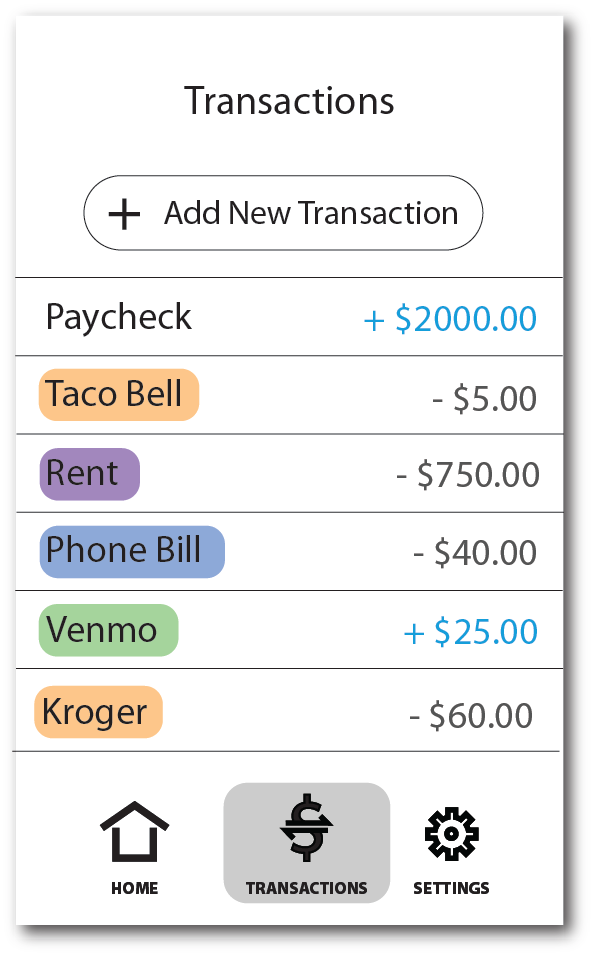 Transactions
+ Add New Transaction
Paycheck + $2000.00
Taco Bell - $5.00
Rent - $750.00
Phone Bill - $40.00
Venmo + $25.00
Kroger - $60.00
HOME TRANSACTIONS SETTINGS